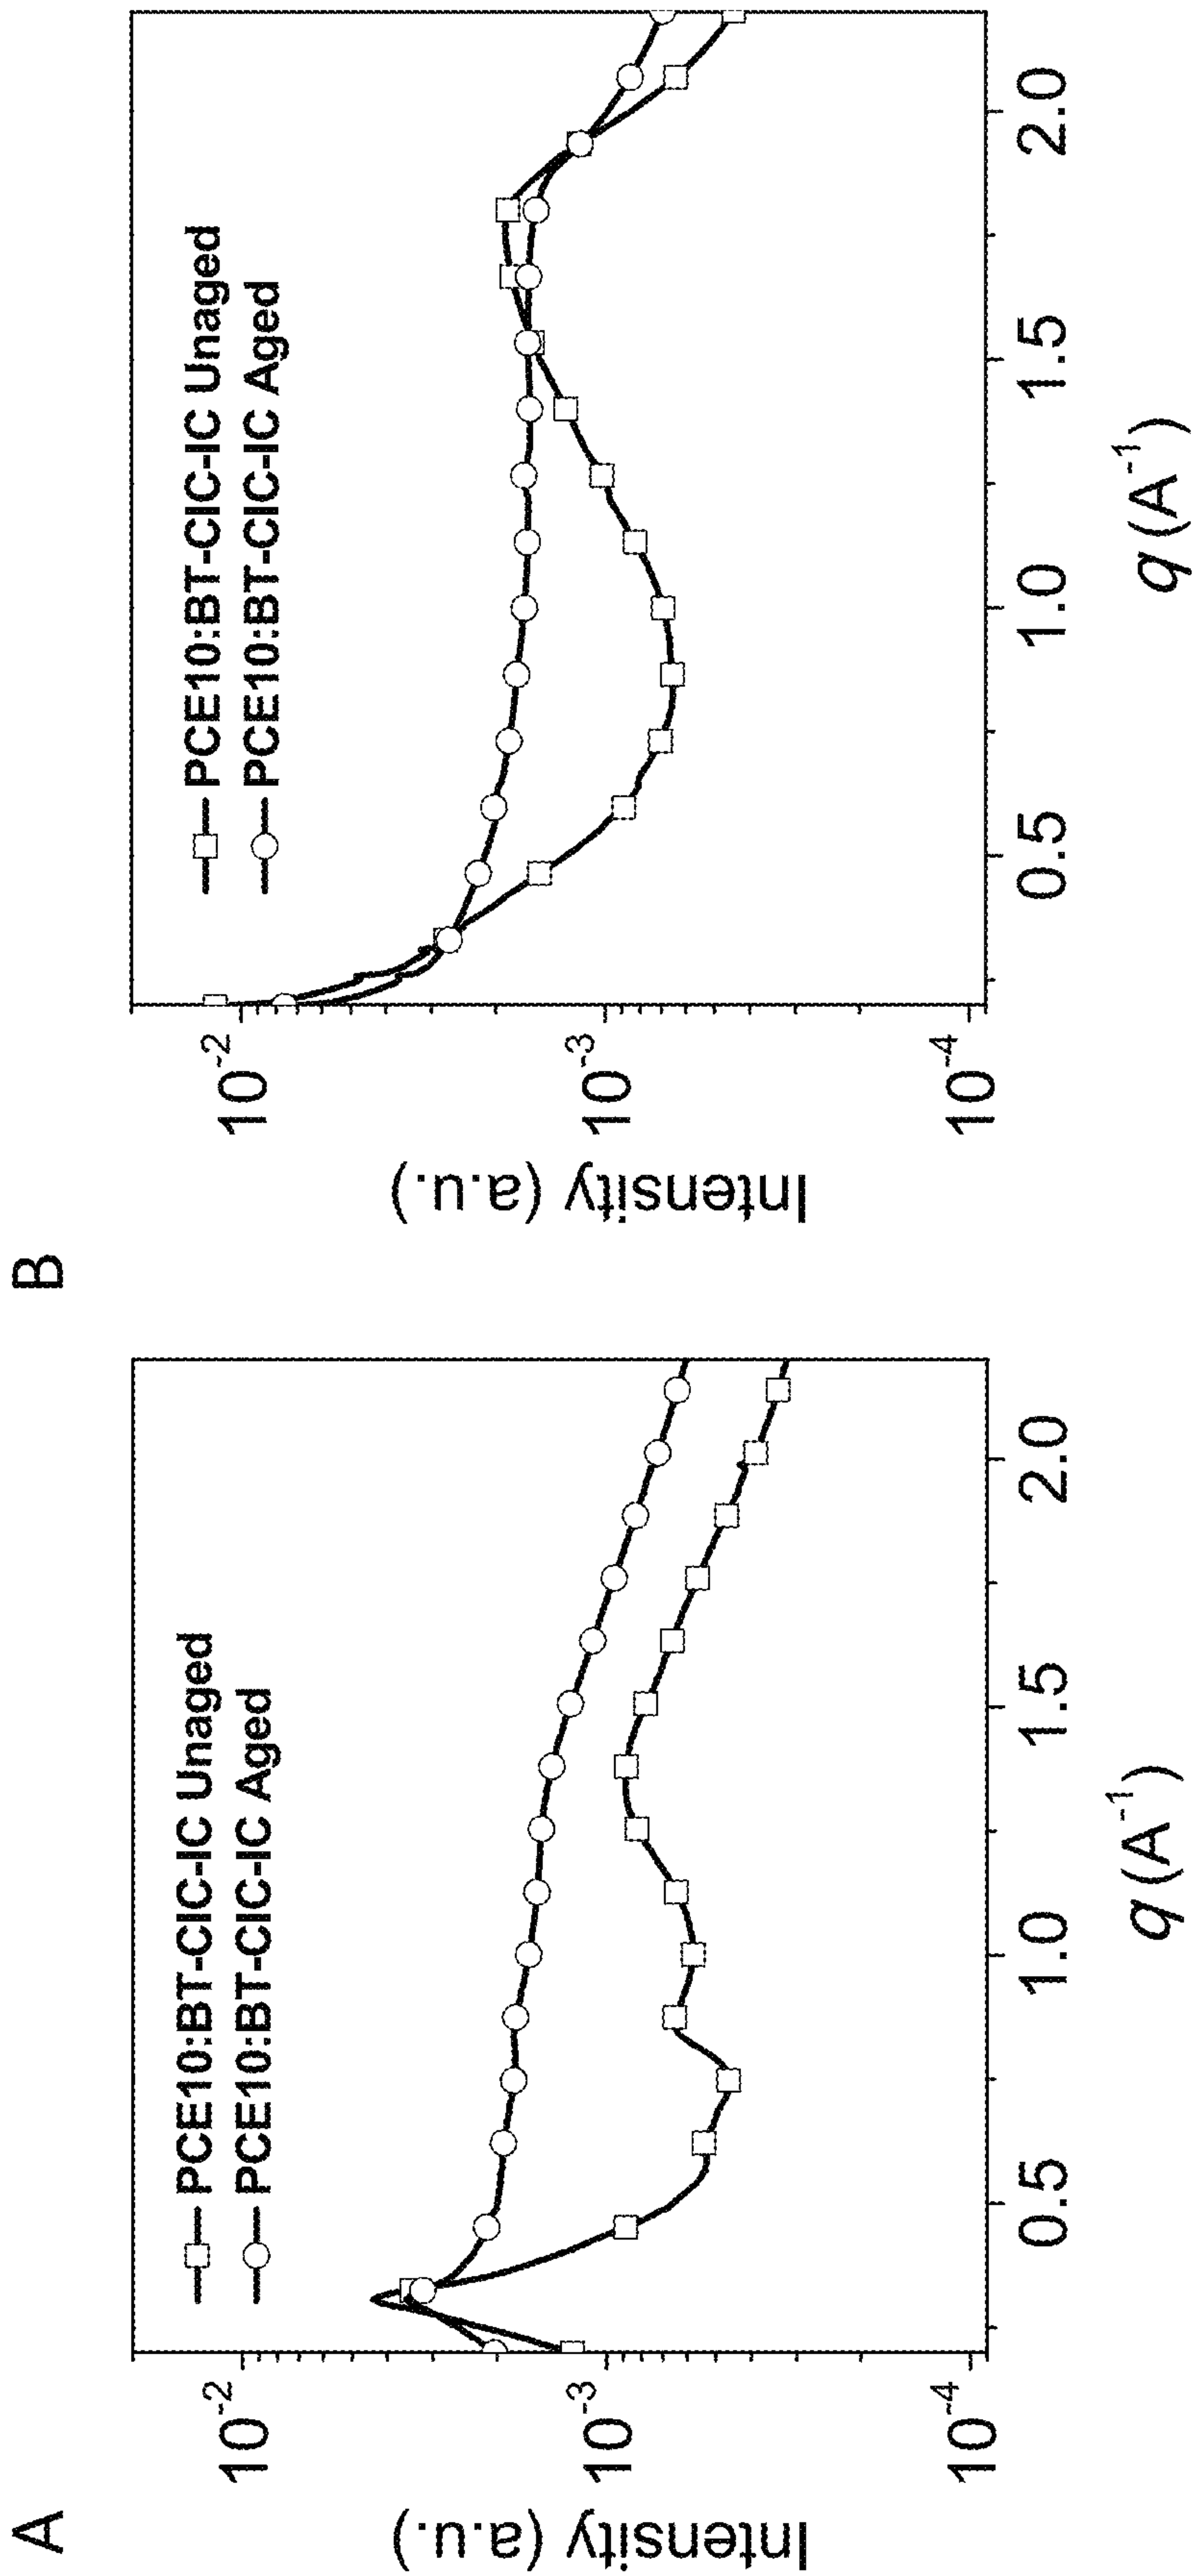 A
PCE10:BT-CIC-IC Unaged
PCE10:BT-CIC-IC Aged
Intensity (a.u.)
10⁻²
10⁻³
10⁻⁴
0.5
1.0
1.5
2.0
q (A⁻¹)
B
PCE10:BT-CIC-IC Unaged
PCE10:BT-CIC-IC Aged
Intensity (a.u.)
10⁻²
10⁻³
10⁻⁴
0.5
1.0
1.5
2.0
q (A⁻¹)